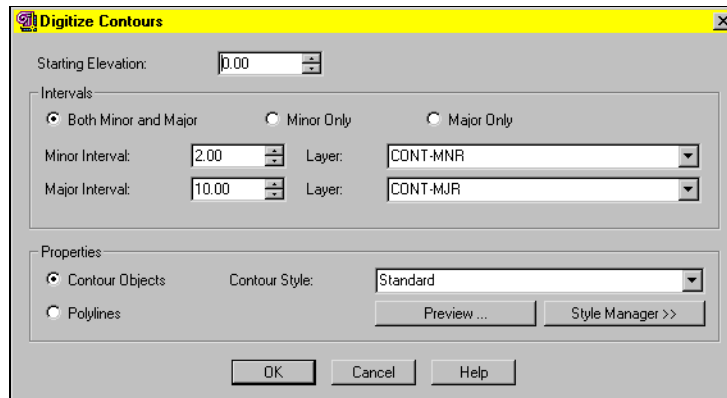 Digitize Contours
Starting Elevation: 0.00
Intervals
Both Minor and Major Minor Only Major Only
Minor Interval: 2.00 Layer: CONT-MNR
Major Interval: 10.00 Layer: CONT-MJR
Properties
Contour Objects Contour Style: Standard
Polylines Preview ... Style Manager >>
OK Cancel Help